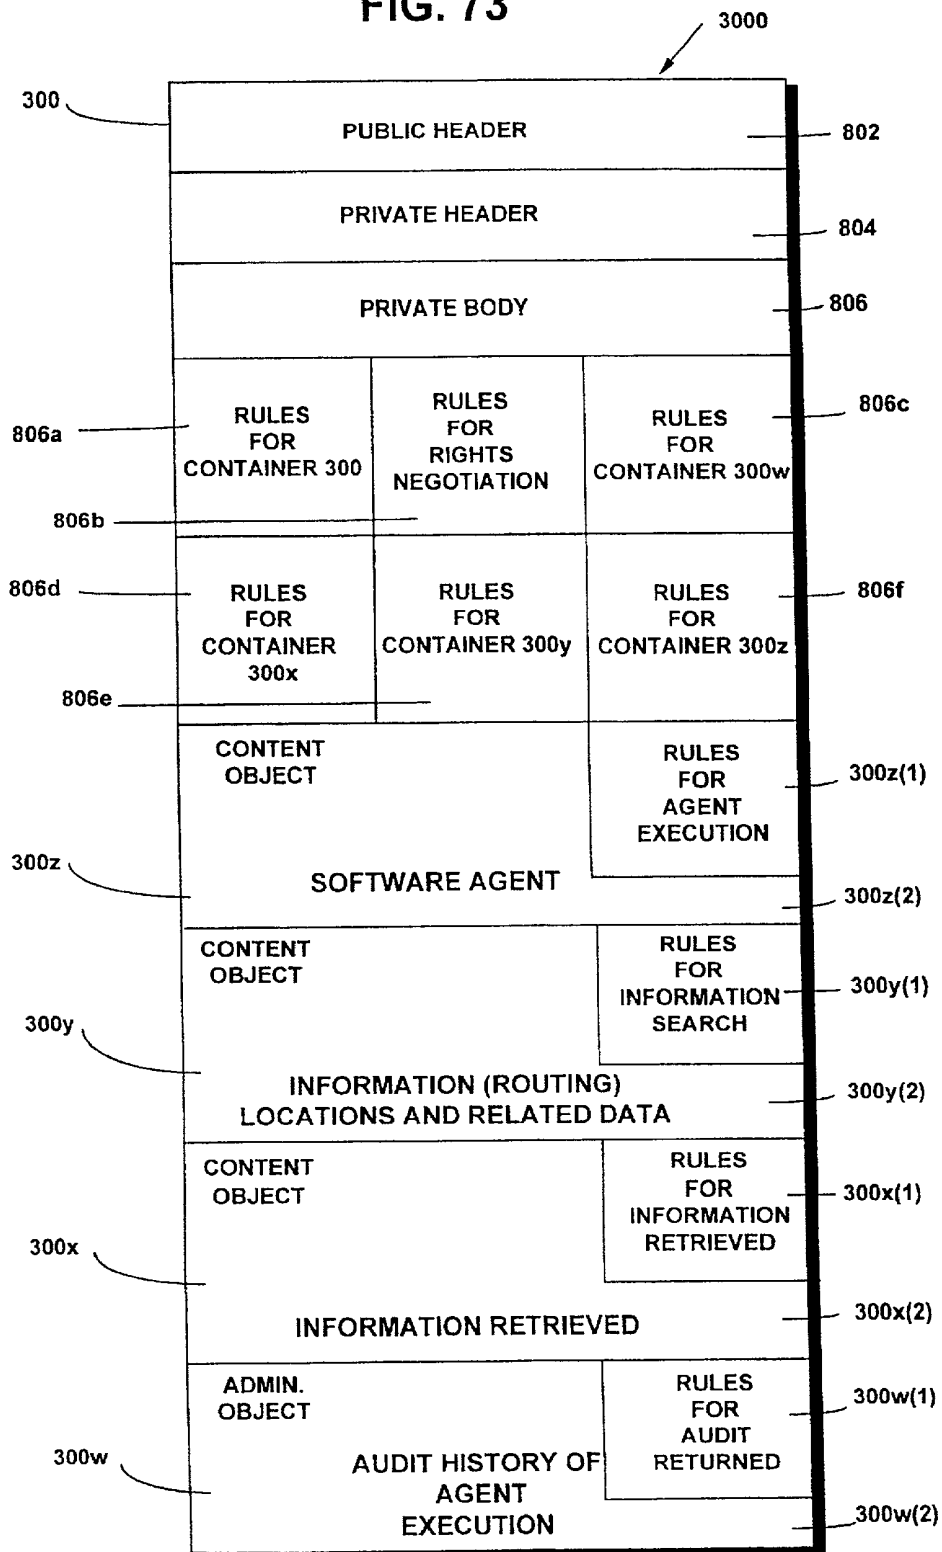 FIG. 73
3000
300
PUBLIC HEADER
802
PRIVATE HEADER
804
PRIVATE BODY
806
806a
RULES
FOR
CONTAINER 300
RULES
FOR
RIGHTS
NEGOTIATION
806b
RULES
FOR
CONTAINER 300w
806c
806d
RULES
FOR
CONTAINER
300x
RULES
FOR
CONTAINER 300y
806e
RULES
FOR
CONTAINER 300z
806f
CONTENT
OBJECT
RULES
FOR
AGENT
EXECUTION
300z(1)
300z
SOFTWARE AGENT
300z(2)
CONTENT
OBJECT
RULES
FOR
INFORMATION
SEARCH
300y(1)
300y
INFORMATION (ROUTING)
LOCATIONS AND RELATED DATA
300y(2)
CONTENT
OBJECT
RULES
FOR
INFORMATION
RETRIEVED
300x(1)
300x
INFORMATION RETRIEVED
300x(2)
ADMIN.
OBJECT
RULES
FOR
AUDIT
RETURNED
300w(1)
300w
AUDIT HISTORY OF
AGENT
EXECUTION
300w(2)